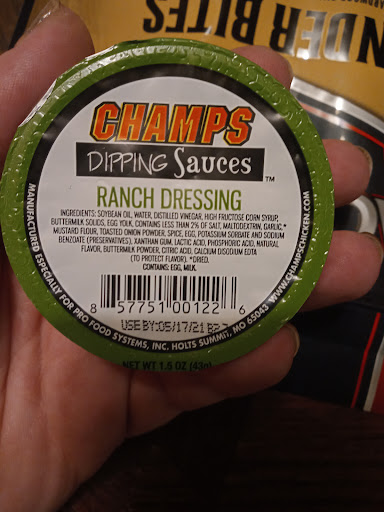 TENDER BITES
CHAMPS
DIPPING Sauces™
RANCH DRESSING
INGREDIENTS: SOYBEAN OIL, WATER, DISTILLED VINEGAR, HIGH FRUCTOSE CORN SYRUP,
BUTTERMILK SOLIDS, EGG YOLK, CONTAINS LESS THAN 2% OF SALT, MALTODEXTRIN, GARLIC,*
MUSTARD FLOUR, TOASTED ONION POWDER, SPICE, EGG, POTASSIUM SORBATE AND SODIUM
BENZOATE (PRESERVATIVES), XANTHAN GUM, LACTIC ACID, PHOSPHORIC ACID, NATURAL
FLAVOR, BUTTERMILK POWDER, CITRIC ACID, CALCIUM DISODIUM EDTA
(TO PROTECT FLAVOR). *DRIED.
CONTAINS: EGG, MILK.
8 57751 00122 6
USE BY:05/17/21
MANUFACTURED ESPECIALLY FOR PRO FOOD SYSTEMS, INC. HOLTS SUMMIT, MO 65043 WWW.CHAMPSCHICKEN.COM
NET WT 1.5 OZ (43g)